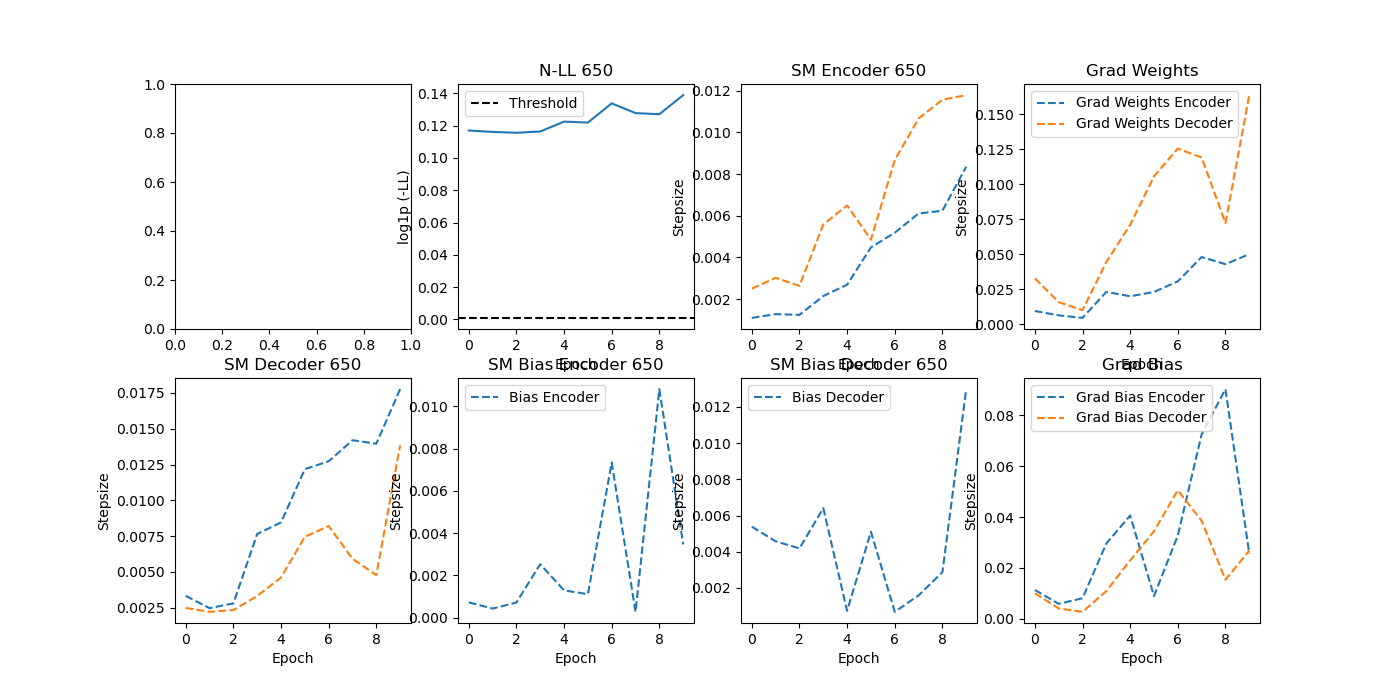 N-LL 650
SM Encoder 650
Grad Weights
1.0
0.8
0.6
0.4
0.2
0.0
0.0 0.2 0.4 0.6 0.8 1.0
log1p (-LL)
0.14
0.12
0.10
0.08
0.06
0.04
0.02
0.00
Threshold
0 2 4 6 8
Epoch
Stepsize
0.012
0.010
0.008
0.006
0.004
0.002
0 2 4 6 8
Epoch
Stepsize
0.150
0.125
0.100
0.075
0.050
0.025
0.000
Grad Weights Encoder
Grad Weights Decoder
0 2 4 6 8
Epoch
SM Decoder 650
SM Bias Encoder 650
SM Bias Decoder 650
Grad Bias
Stepsize
0.0175
0.0150
0.0125
0.0100
0.0075
0.0050
0.0025
0 2 4 6 8
Epoch
Stepsize
0.010
0.008
0.006
0.004
0.002
0.000
Bias Encoder
0 2 4 6 8
Epoch
Stepsize
0.012
0.010
0.008
0.006
0.004
0.002
Bias Decoder
0 2 4 6 8
Epoch
Stepsize
0.08
0.06
0.04
0.02
0.00
Grad Bias Encoder
Grad Bias Decoder
0 2 4 6 8
Epoch